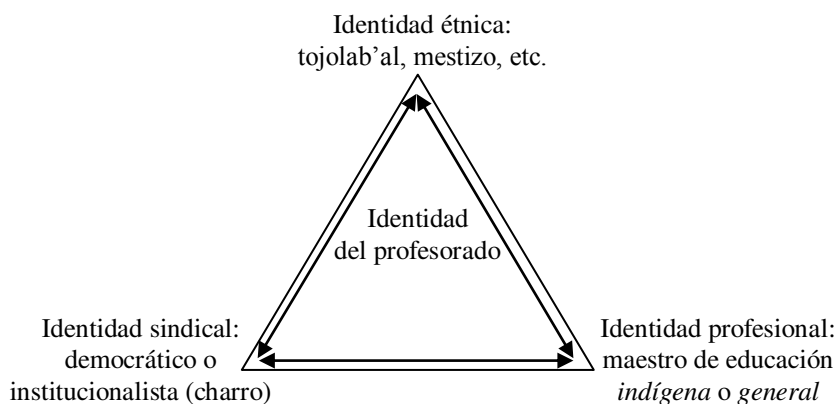 Identidad étnica:
tojolab’al, mestizo, etc.
Identidad
del profesorado
Identidad sindical:
democrático o
institucionalista (charro)
Identidad profesional:
maestro de educación
indígena o general